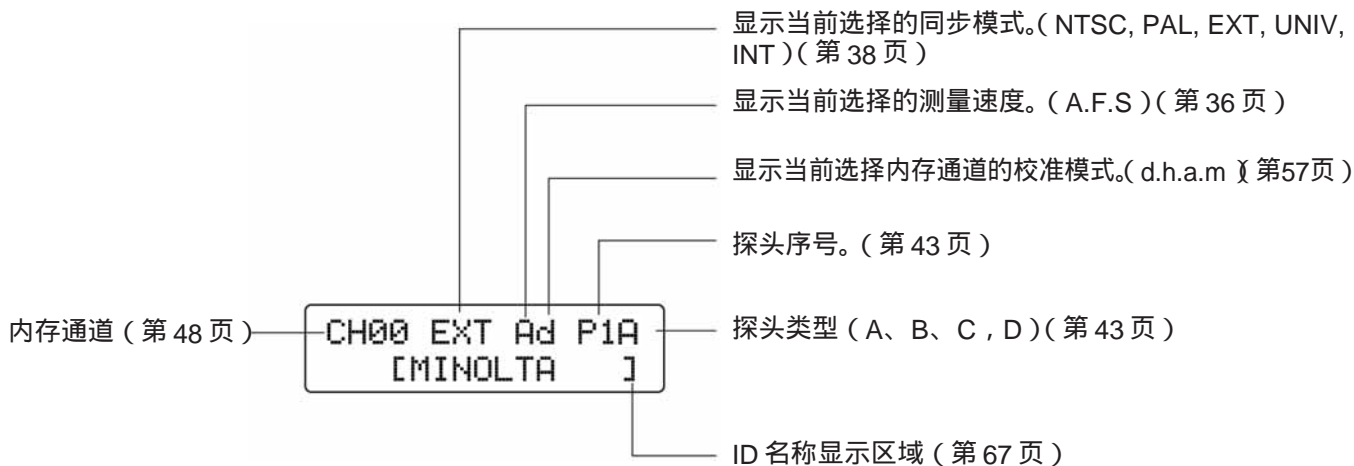 显示当前选择的同步模式。( NTSC, PAL, EXT, UNIV,
INT )( 第 38 页 )
显示当前选择的测量速度。( A.F.S )( 第 36 页 )
显示当前选择内存通道的校准模式。( d.h.a.m )( 第57页 )
探头序号。( 第 43 页 )
内存通道 ( 第 48 页 )
CH00 EXT Ad P1A
探头类型 ( A、B、C , D )( 第 43 页 )
[MINOLTA ]
ID 名称显示区域 ( 第 67 页 )